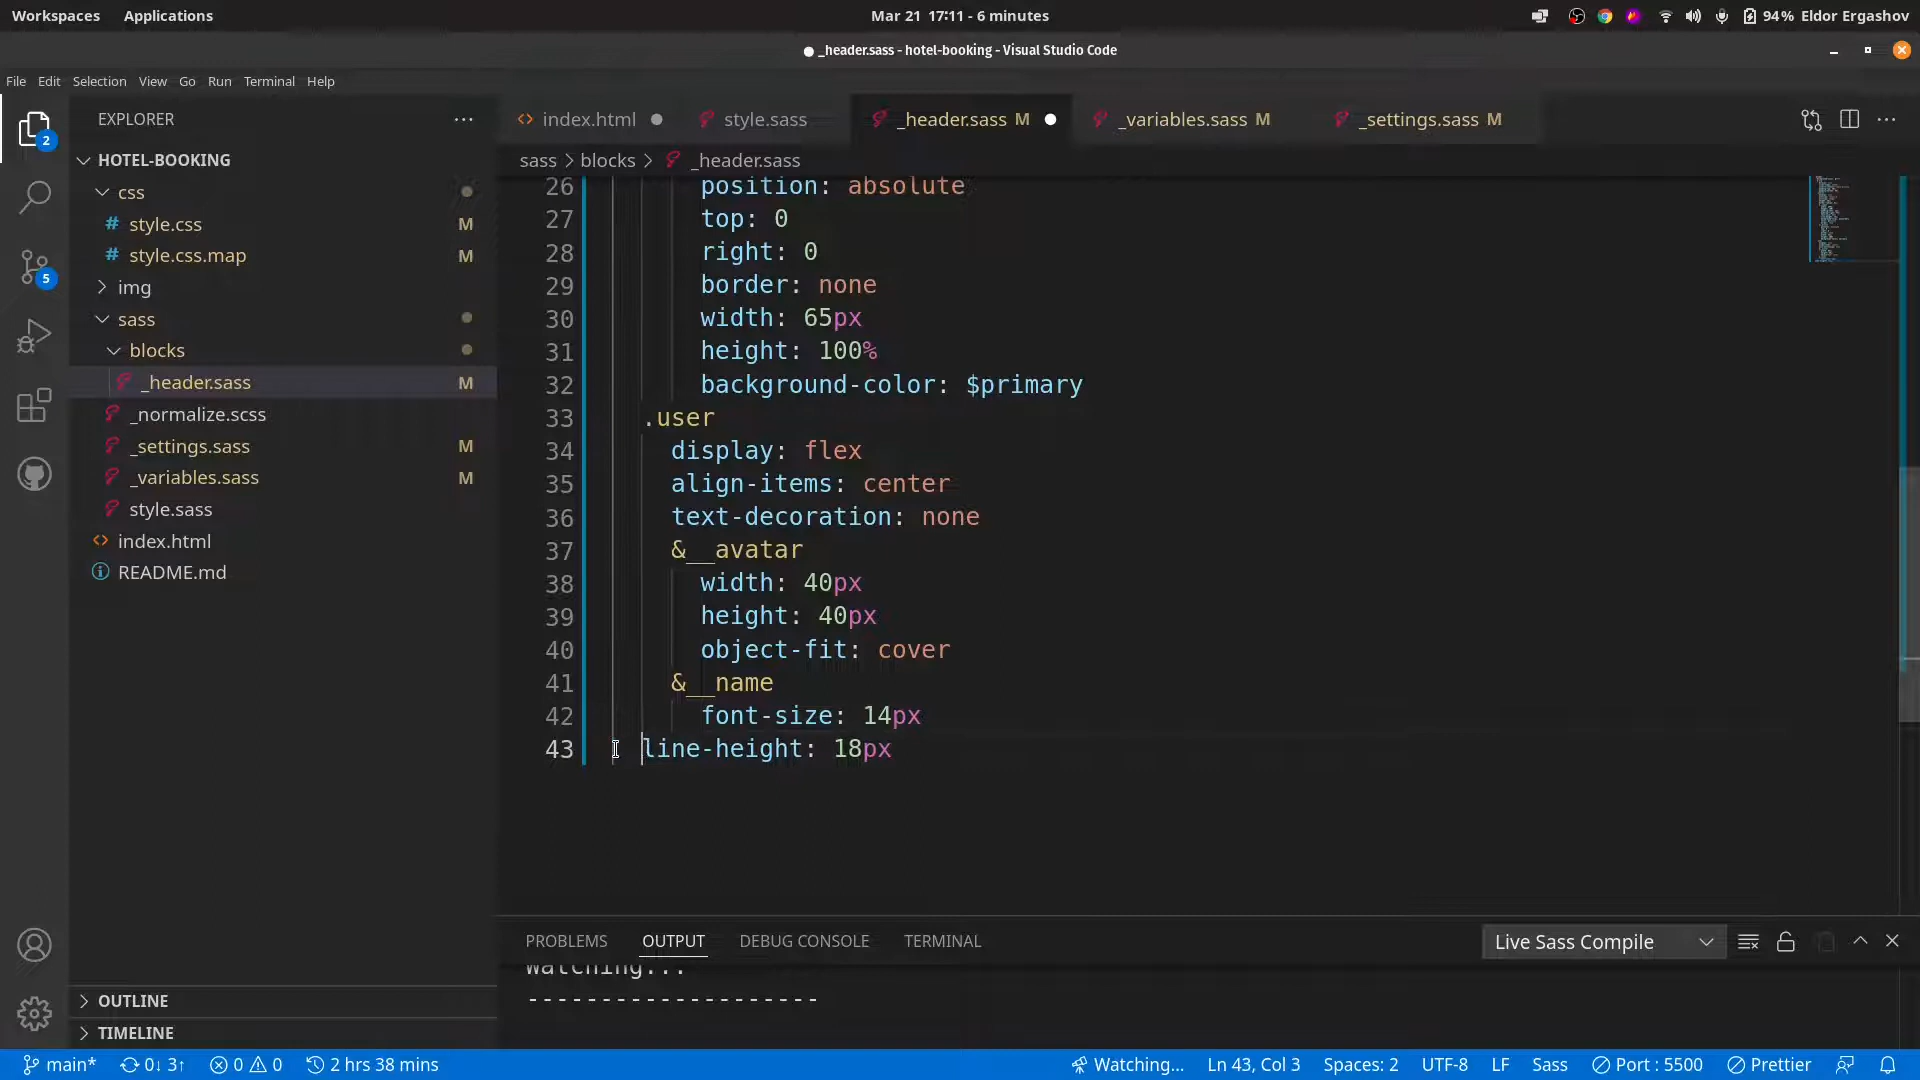 Workspaces Applications Mar 21 17:11 - 6 minutes 94% Eldor Ergashov
_header.sass - hotel-booking - Visual Studio Code
File Edit Selection View Go Run Terminal Help
EXPLORER
HOTEL-BOOKING
css
style.css M
style.css.map M
img
sass
blocks
_header.sass M
_normalize.scss
_settings.sass M
_variables.sass M
style.sass
index.html
README.md
OUTLINE
TIMELINE
2
5
index.html style.sass _header.sass M _variables.sass M _settings.sass M
sass > blocks > _header.sass
26 position: absolute
27 top: 0
28 right: 0
29 border: none
30 width: 65px
31 height: 100%
32 background-color: $primary
33 .user
34 display: flex
35 align-items: center
36 text-decoration: none
37 &__avatar
38 width: 40px
39 height: 40px
40 object-fit: cover
41 &__name
42 font-size: 14px
43 line-height: 18px
PROBLEMS OUTPUT DEBUG CONSOLE TERMINAL Live Sass Compile
Watching...
--------------------
main* 0↓ 3↑ 0 0 2 hrs 38 mins Watching... Ln 43, Col 3 Spaces: 2 UTF-8 LF Sass Port : 5500 Prettier